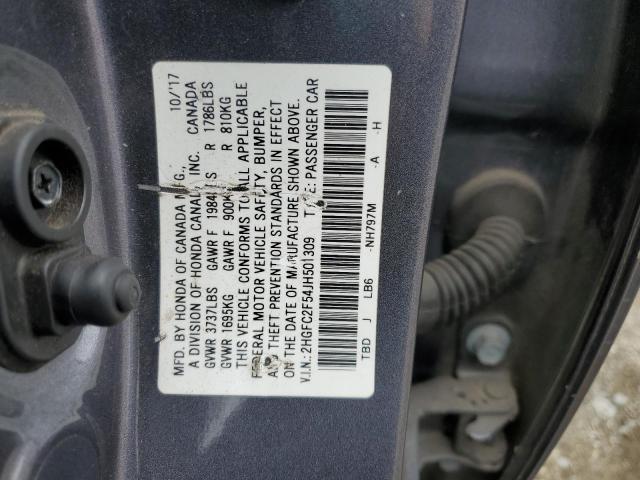 MFD. BY HONDA OF CANADA MFG., 10/'17
A DIVISION OF HONDA CANADA INC. CANADA
GVWR 3737LBS GAWR F 1984 S R 1786LBS
GVWR 1695KG GAWR F 900K R 810KG
THIS VEHICLE CONFORMS TO ALL APPLICABLE
FEDERAL MOTOR VEHICLE SAFETY, BUMPER,
AND THEFT PREVENTION STANDARDS IN EFFECT
ON THE DATE OF MANUFACTURE SHOWN ABOVE.
V.I.N.: 2HGFC2F54JH501309 TYPE: PASSENGER CAR
TBD J LB6 -NH797M -A -H